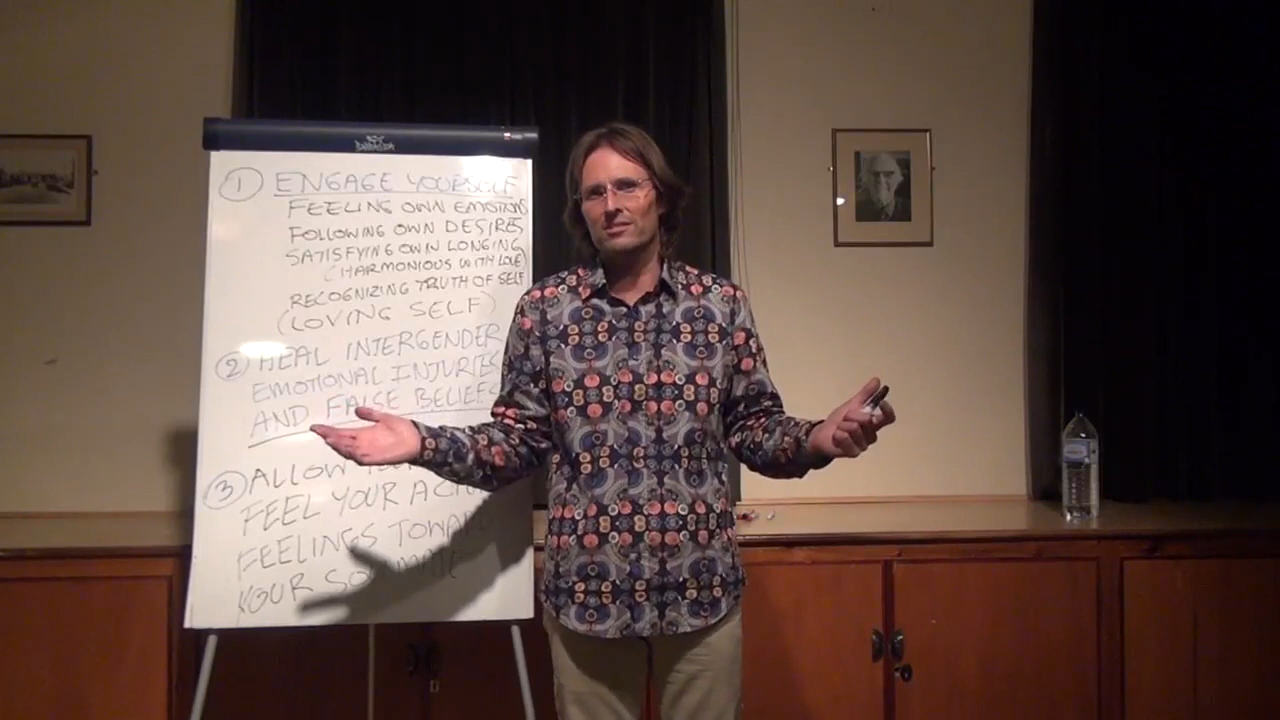 ① ENGAGE YOURSELF
FEELING OWN EMOTIONS
FOLLOWING OWN DESIRES
SATISFYING OWN LONGING
(HARMONIOUS WITH LOVE)
RECOGNIZING TRUTH OF SELF
(LOVING SELF)
② HEAL INTERGENDER
EMOTIONAL INJURIES
AND FALSE BELIEFS
③ ALLOW
FEEL YOUR
FEELINGS TOWARD
YOUR